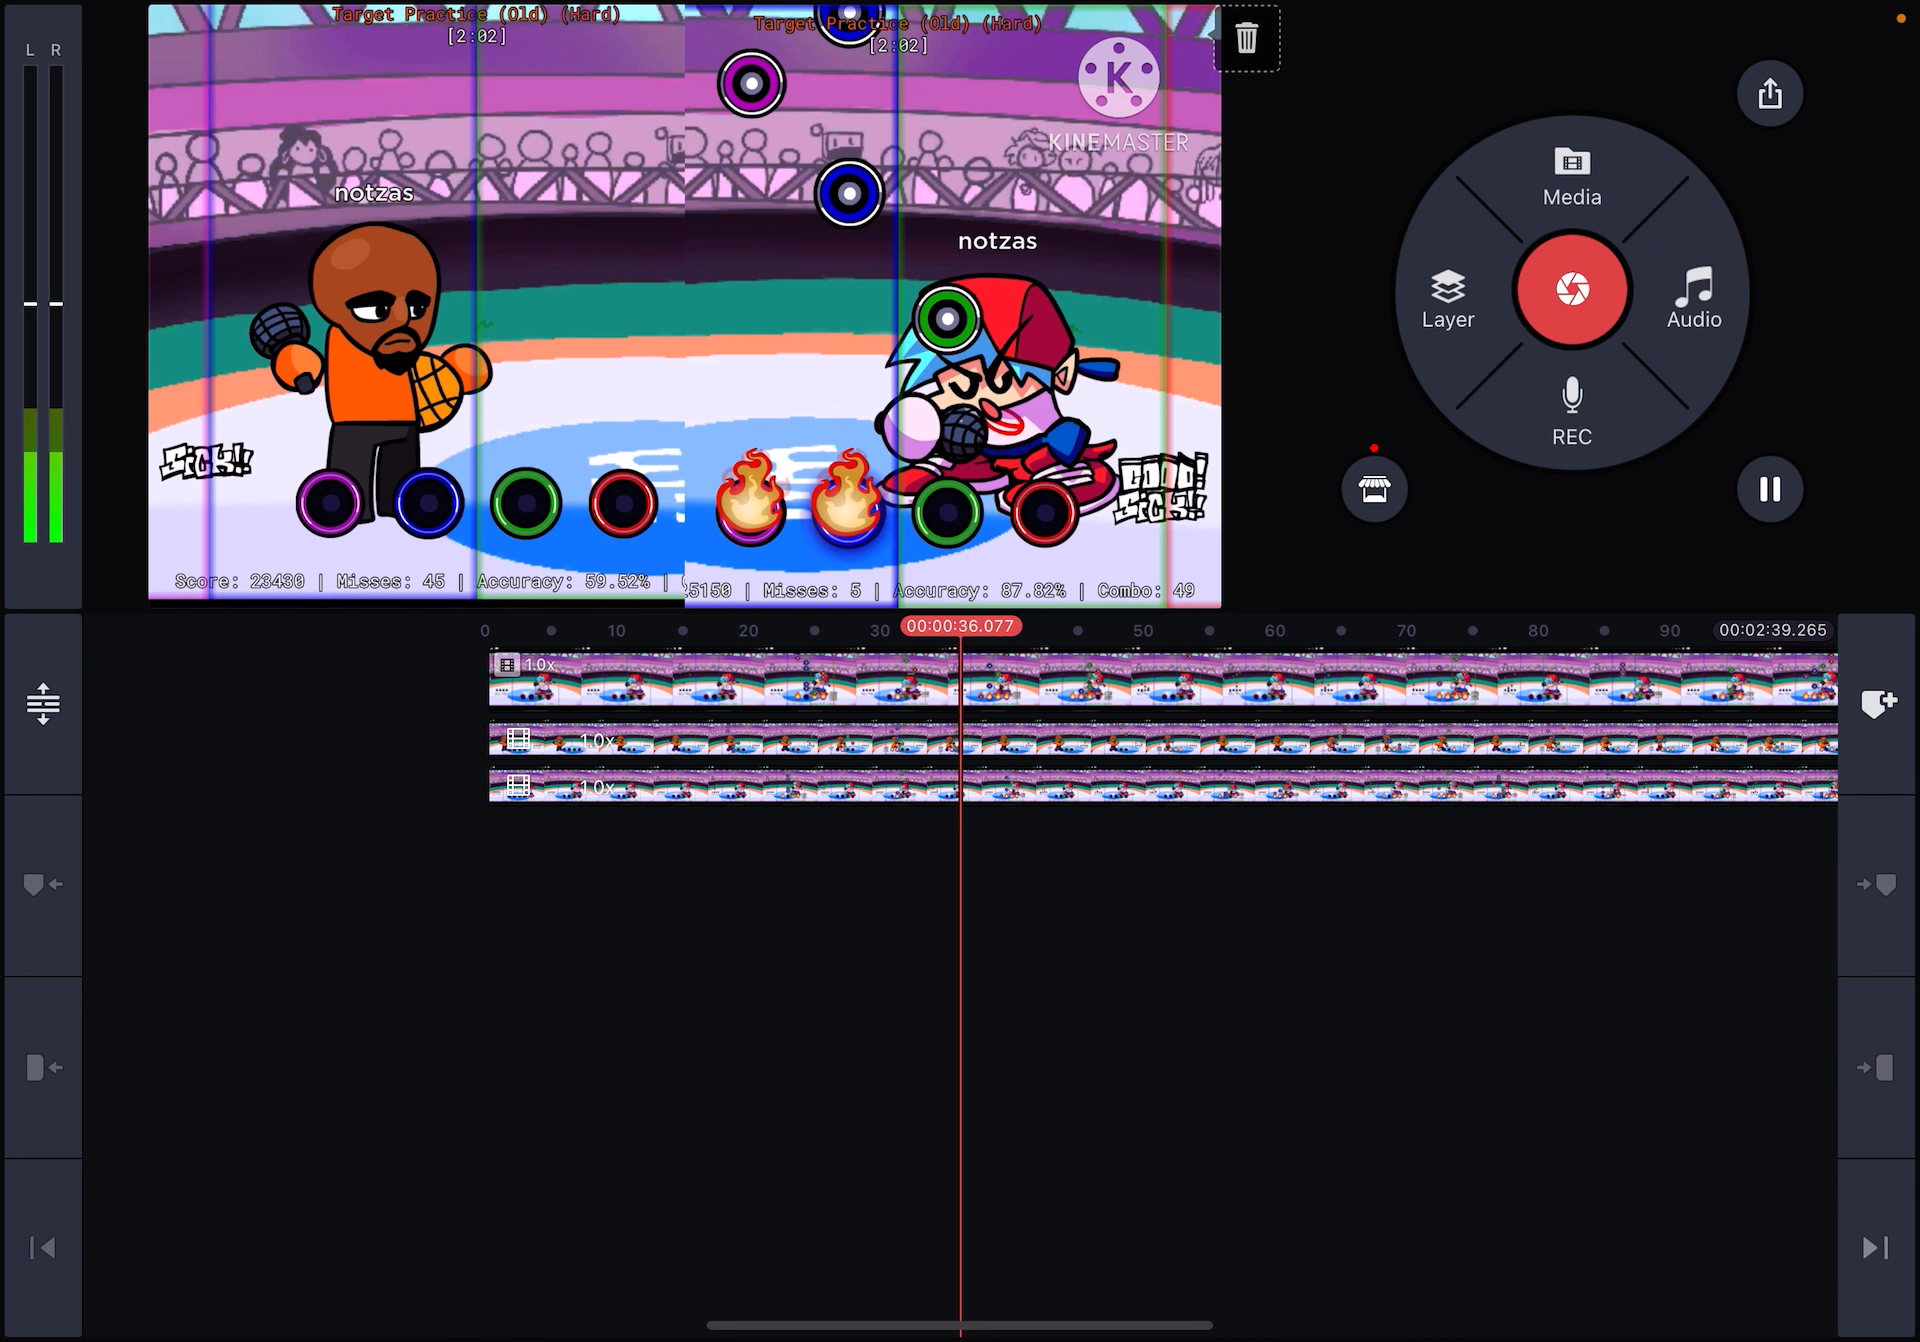 L R
Target Practice (Old) (Hard)
[2:02]
Target Practice (Old) (Hard)
[2:02]
K
KINEMASTER
notzas
notzas
SiCK!!
GOOD!
SiCK!!
Score: 23430 | Misses: 45 | Accuracy: 59.52% |
5150 | Misses: 5 | Accuracy: 87.82% | Combo: 49
Media
Layer
Audio
REC
0 10 20 30 00:00:36.077 50 60 70 80 90 00:02:39.265
1.0x
1.0x
1.0x